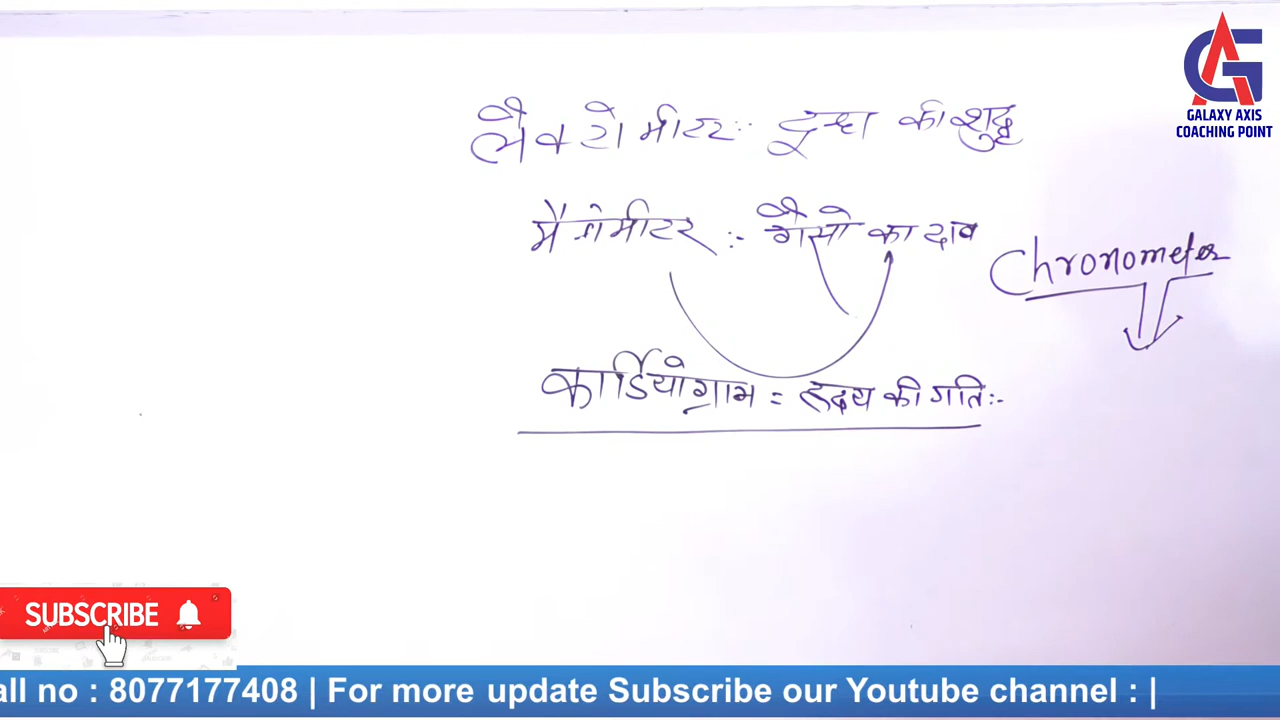 GALAXY AXIS
COACHING POINT
लैक्टोमीटर :- दूध की शुद्ध
मैनोमीटर :- गैसो का दाव
Chronometer
कार्डियोग्राम = हृदय की गति :-
SUBSCRIBE
all no : 8077177408 | For more update Subscribe our Youtube channel : |